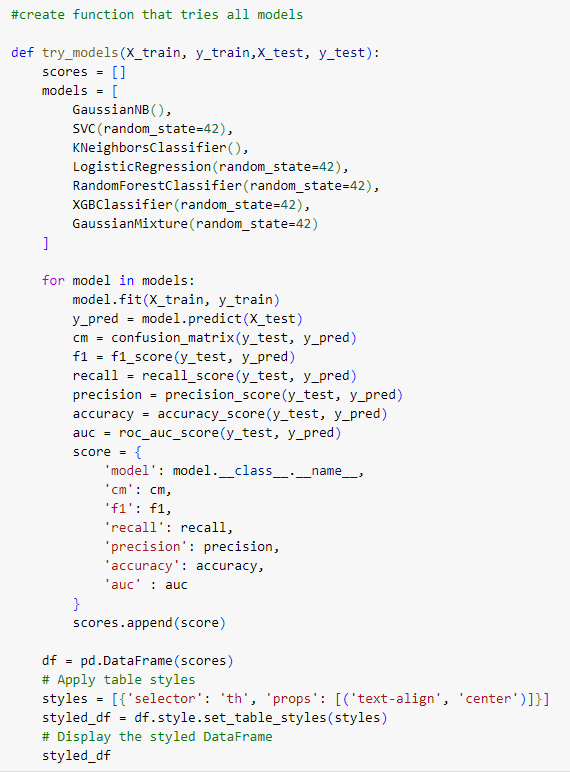 #create function that tries all models

def try_models(X_train, y_train,X_test, y_test):
    scores = []
    models = [
        GaussianNB(),
        SVC(random_state=42),
        KNeighborsClassifier(),
        LogisticRegression(random_state=42),
        RandomForestClassifier(random_state=42),
        XGBClassifier(random_state=42),
        GaussianMixture(random_state=42)
    ]

    for model in models:
        model.fit(X_train, y_train)
        y_pred = model.predict(X_test)
        cm = confusion_matrix(y_test, y_pred)
        f1 = f1_score(y_test, y_pred)
        recall = recall_score(y_test, y_pred)
        precision = precision_score(y_test, y_pred)
        accuracy = accuracy_score(y_test, y_pred)
        auc = roc_auc_score(y_test, y_pred)
        score = {
            'model': model.__class__.__name__,
            'cm': cm,
            'f1': f1,
            'recall': recall,
            'precision': precision,
            'accuracy': accuracy,
            'auc' : auc
        }
        scores.append(score)

    df = pd.DataFrame(scores)
    # Apply table styles
    styles = [{'selector': 'th', 'props': [('text-align', 'center')]}]
    styled_df = df.style.set_table_styles(styles)
    # Display the styled DataFrame
    styled_df